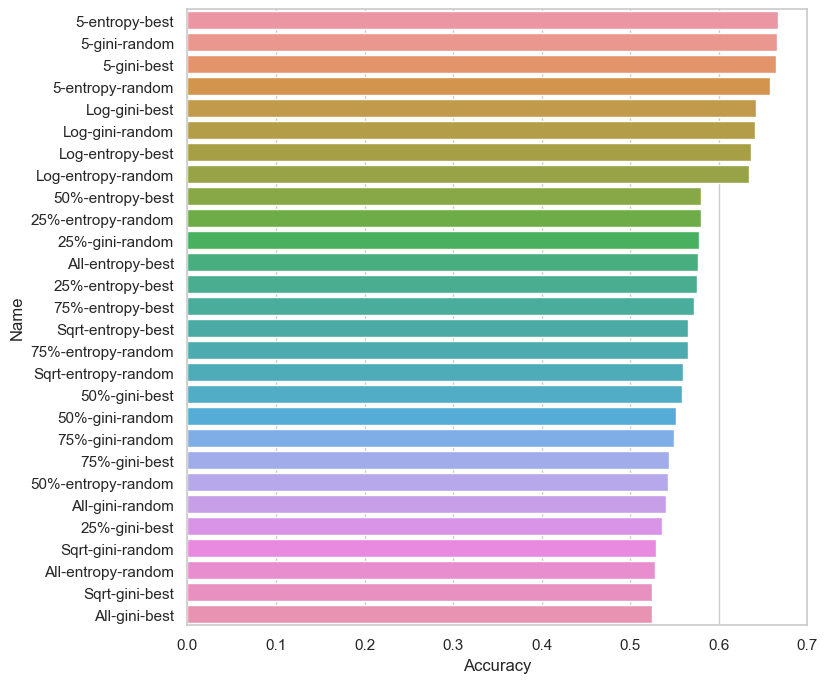 5-entropy-best
5-gini-random
5-gini-best
5-entropy-random
Log-gini-best
Log-gini-random
Log-entropy-best
Log-entropy-random
50%-entropy-best
25%-entropy-random
25%-gini-random
All-entropy-best
25%-entropy-best
75%-entropy-best
Sqrt-entropy-best
75%-entropy-random
Sqrt-entropy-random
50%-gini-best
50%-gini-random
75%-gini-random
75%-gini-best
50%-entropy-random
All-gini-random
25%-gini-best
Sqrt-gini-random
All-entropy-random
Sqrt-gini-best
All-gini-best
Name
0.0 0.1 0.2 0.3 0.4 0.5 0.6 0.7
Accuracy